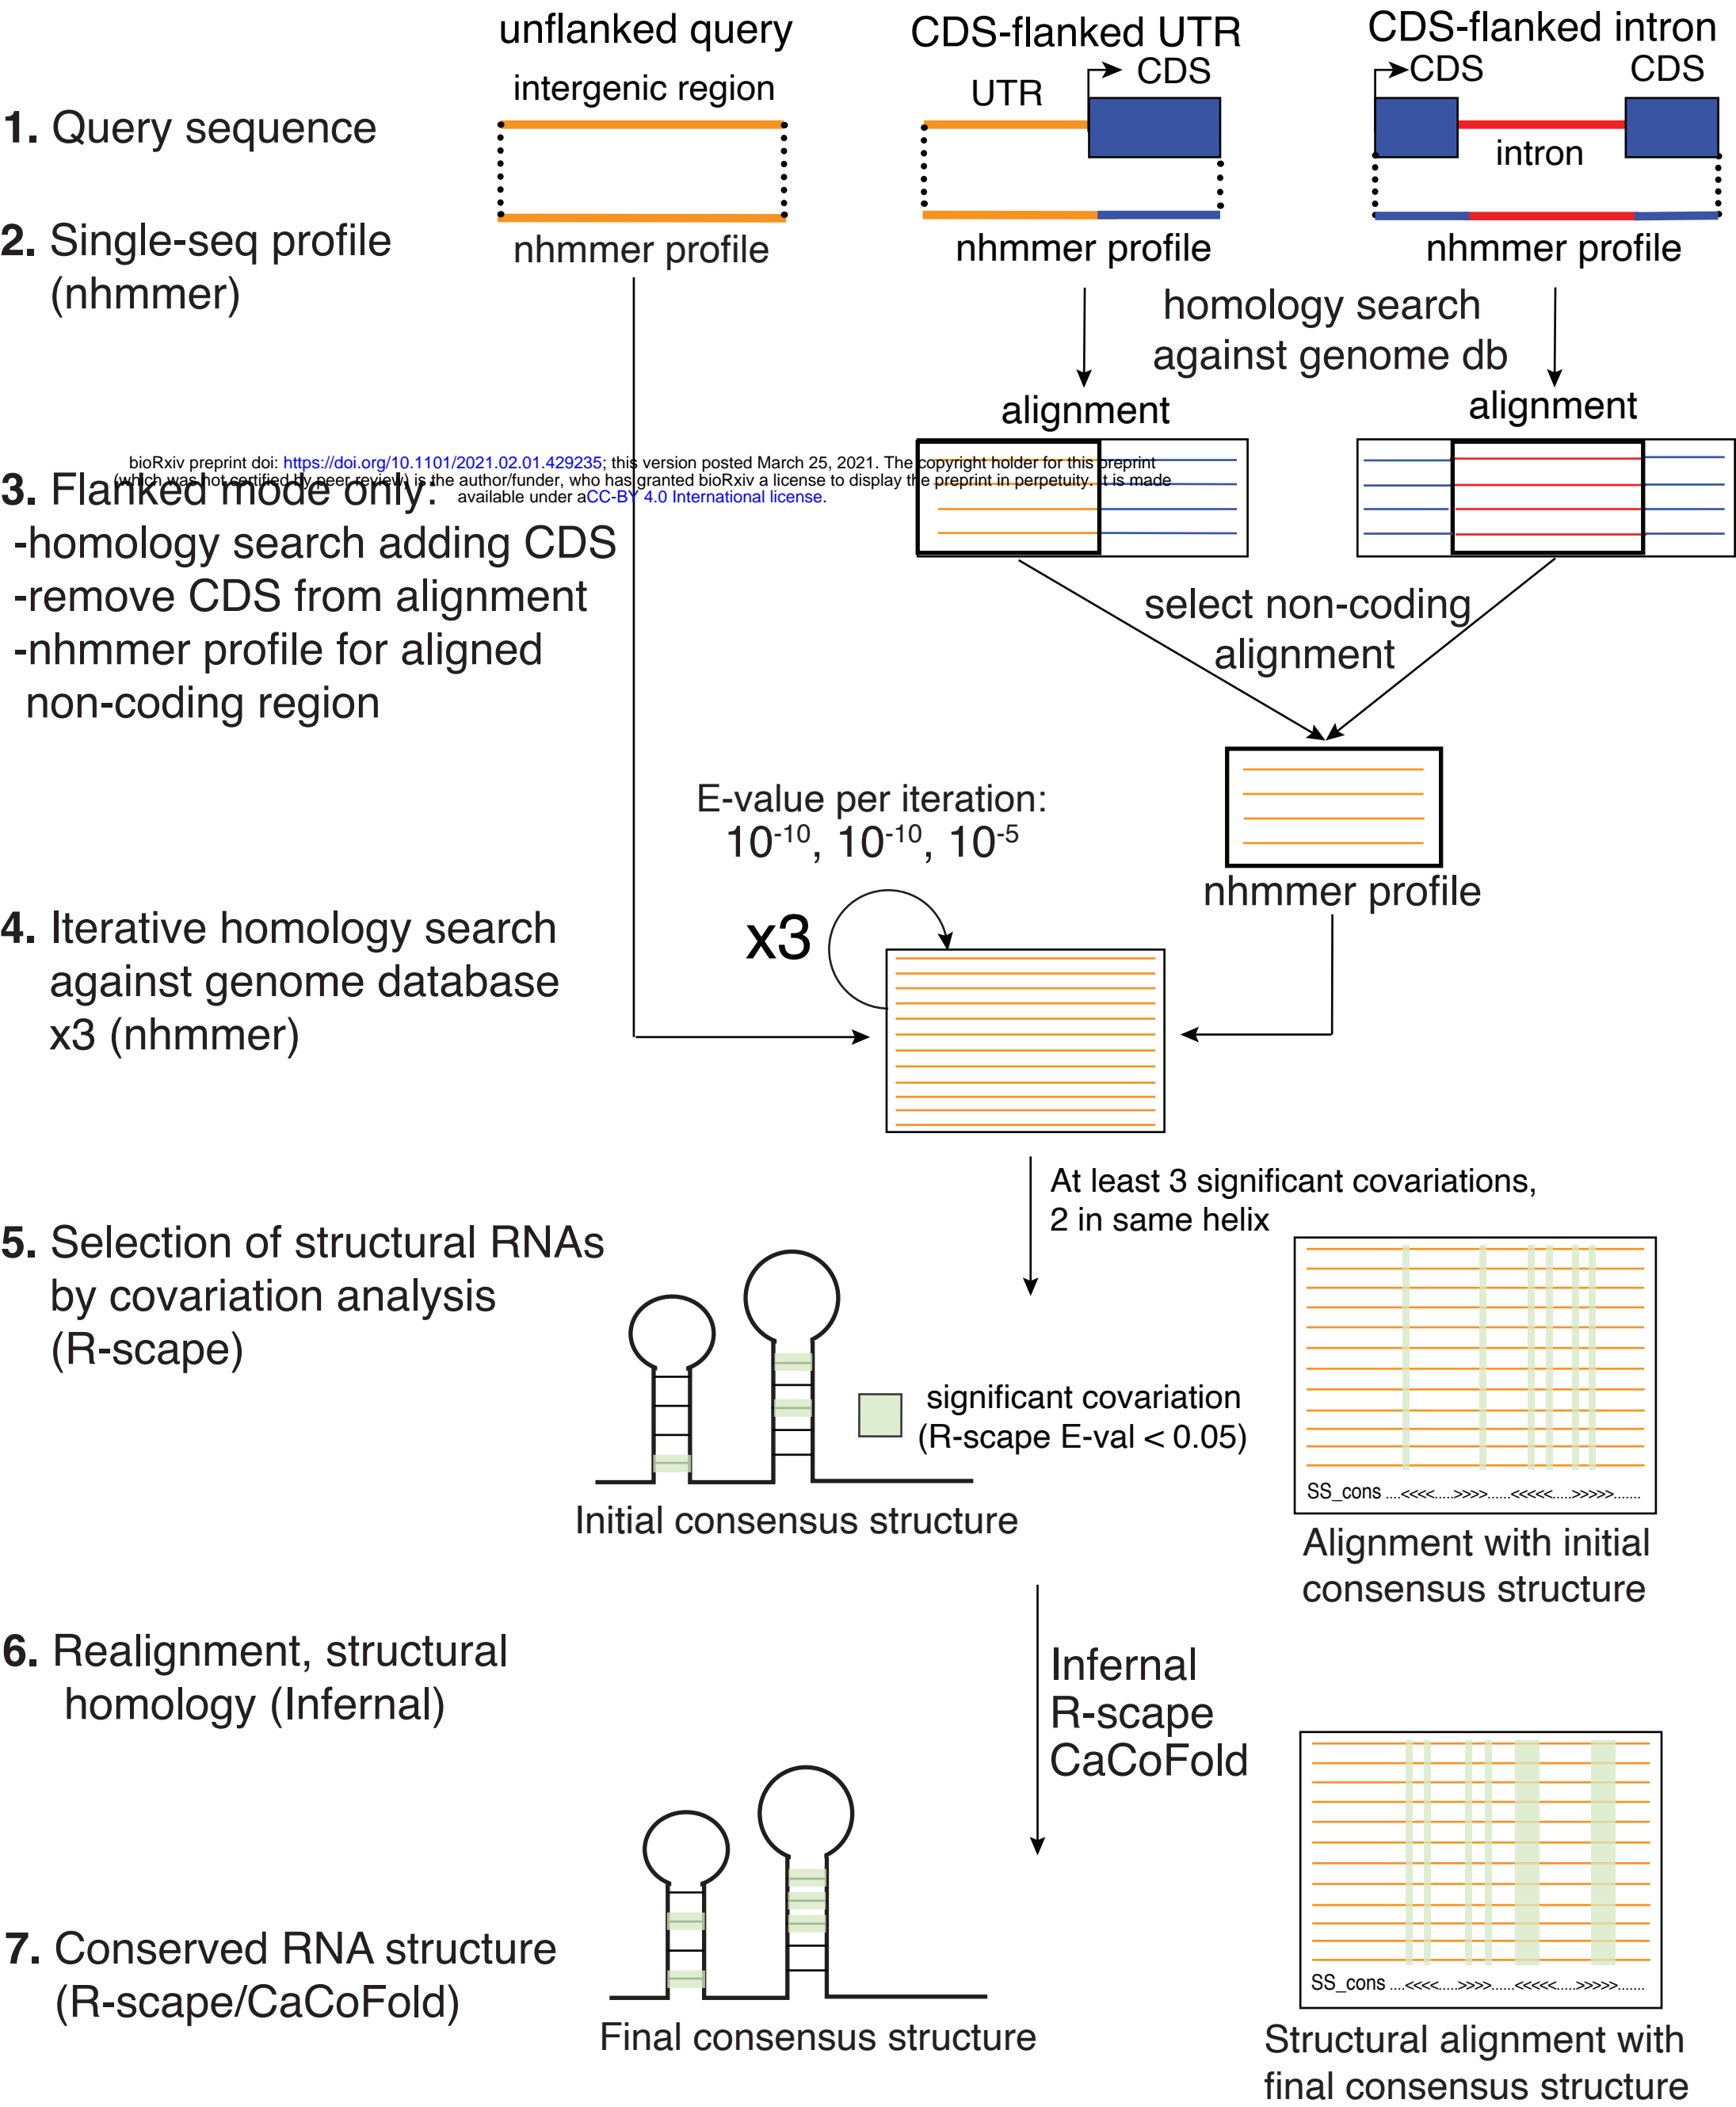 unflanked query
CDS-flanked UTR
CDS-flanked intron
intergenic region
UTR
CDS
CDS
CDS
1. Query sequence
intron
2. Single-seq profile
(nhmmer)
nhmmer profile
nhmmer profile
nhmmer profile
homology search
against genome db
alignment
alignment
bioRxiv preprint doi: https://doi.org/10.1101/2021.02.01.429235; this version posted March 25, 2021. The copyright holder for this preprint
(which was not certified by peer review) is the author/funder, who has granted bioRxiv a license to display the preprint in perpetuity. It is made
available under aCC-BY 4.0 International license.
3. Flanked mode only:
-homology search adding CDS
-remove CDS from alignment
-nhmmer profile for aligned
non-coding region
select non-coding
alignment
E-value per iteration:
10-10, 10-10, 10-5
nhmmer profile
4. Iterative homology search
against genome database
x3 (nhmmer)
x3
At least 3 significant covariations,
2 in same helix
5. Selection of structural RNAs
by covariation analysis
(R-scape)
significant covariation
(R-scape E-val < 0.05)
SS_cons ....<<<<.....>>>>......<<<<<.....>>>>>.......
Initial consensus structure
Alignment with initial
consensus structure
6. Realignment, structural
homology (Infernal)
Infernal
R-scape
CaCoFold
7. Conserved RNA structure
(R-scape/CaCoFold)
SS_cons ....<<<<.....>>>>......<<<<<.....>>>>>.......
Final consensus structure
Structural alignment with
final consensus structure